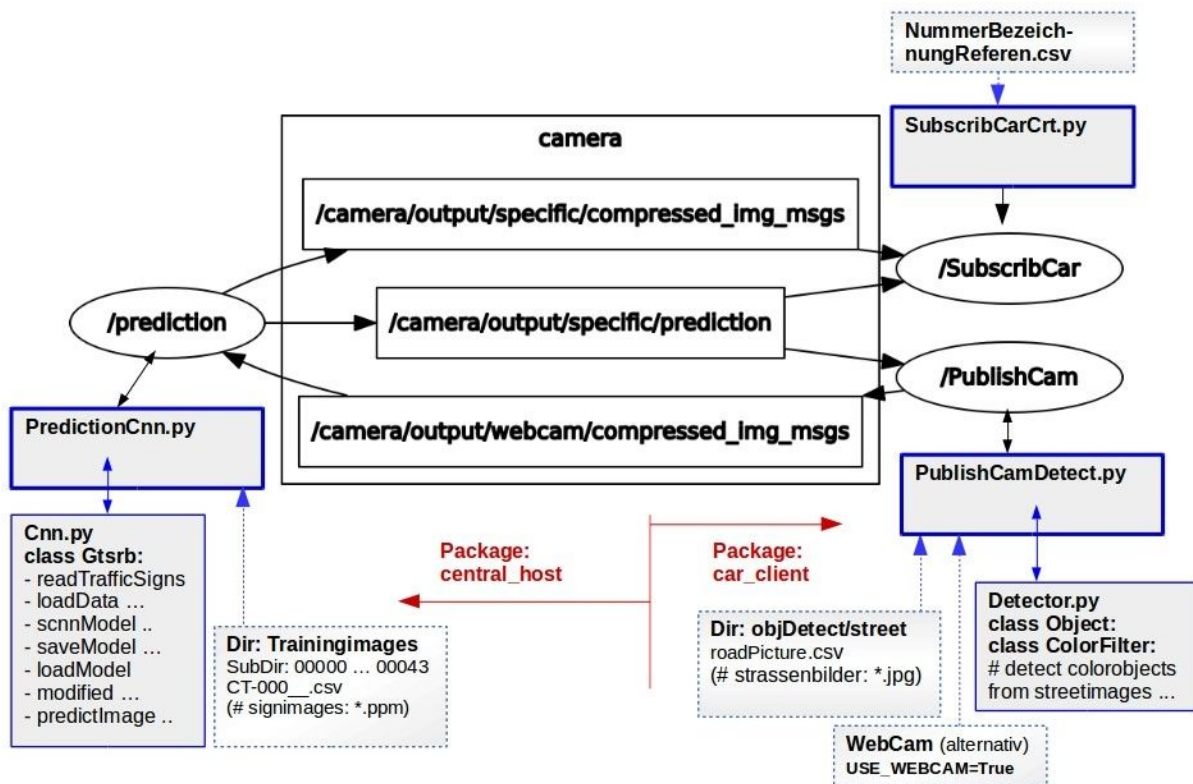 NummerBezeich-
nungReferen.csv
SubscribCarCrt.py
camera
/camera/output/specific/compressed_img_msgs
/SubscribCar
/prediction
/camera/output/specific/prediction
/PublishCam
/camera/output/webcam/compressed_img_msgs
PredictionCnn.py
PublishCamDetect.py
Cnn.py
class Gtsrb:
- readTrafficSigns
- loadData ...
- scnnModel ..
- saveModel ...
- loadModel
- modified ...
- predictImage ..
Package:
central_host
Package:
car_client
Dir: Trainingimages
SubDir: 00000 ... 00043
CT-000__.csv
(# signimages: *.ppm)
Dir: objDetect/street
roadPicture.csv
(# strassenbilder: *.jpg)
Detector.py
class Object:
class ColorFilter:
# detect colorobjects
from streetimages ...
WebCam (alternativ)
USE_WEBCAM=True